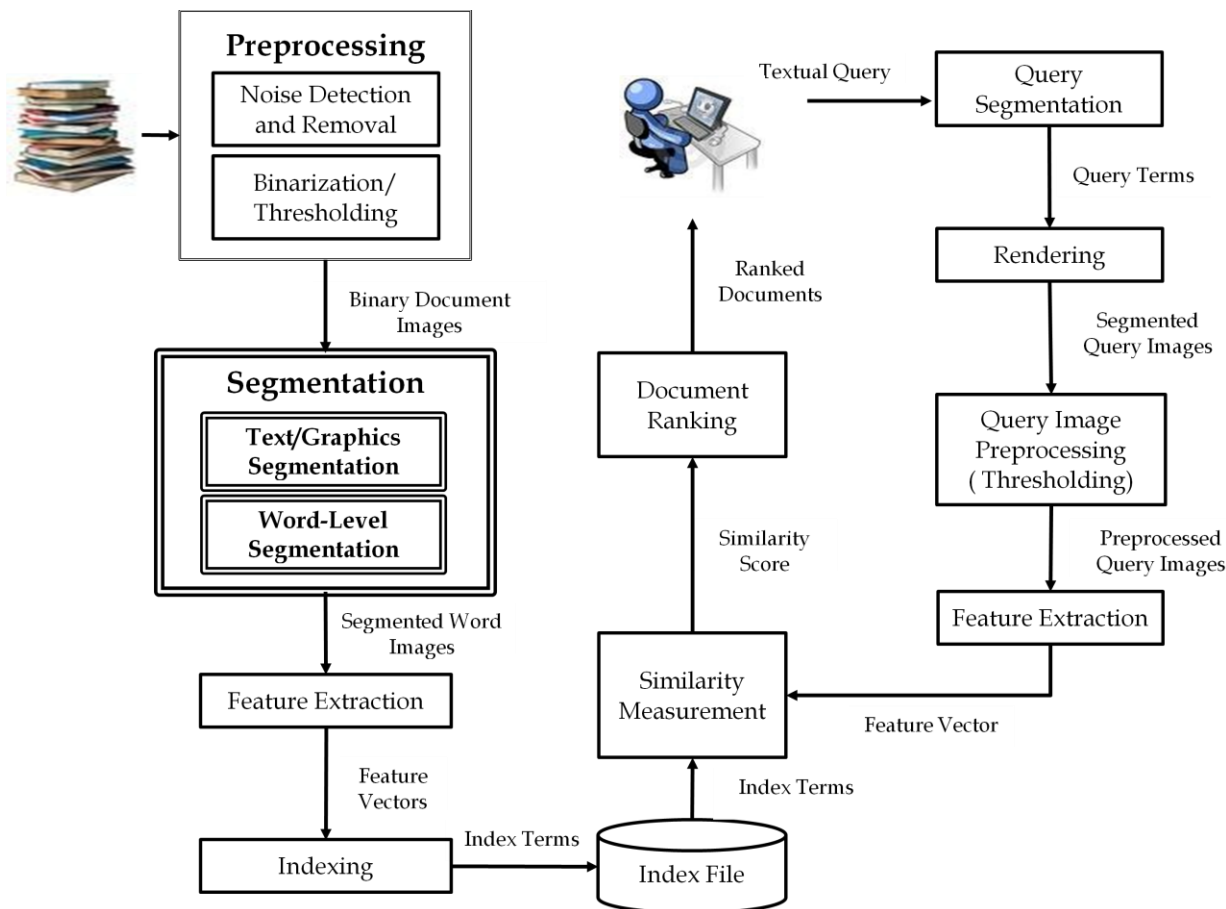 Preprocessing
Noise Detection
and Removal
Binarization/
Thresholding
Binary Document
Images
Segmentation
Text/Graphics
Segmentation
Word-Level
Segmentation
Segmented Word
Images
Feature Extraction
Feature
Vectors
Indexing
Index Terms
Index File
Index Terms
Similarity
Measurement
Similarity
Score
Document
Ranking
Ranked
Documents
Textual Query
Query
Segmentation
Query Terms
Rendering
Segmented
Query Images
Query Image
Preprocessing
( Thresholding)
Preprocessed
Query Images
Feature Extraction
Feature Vector